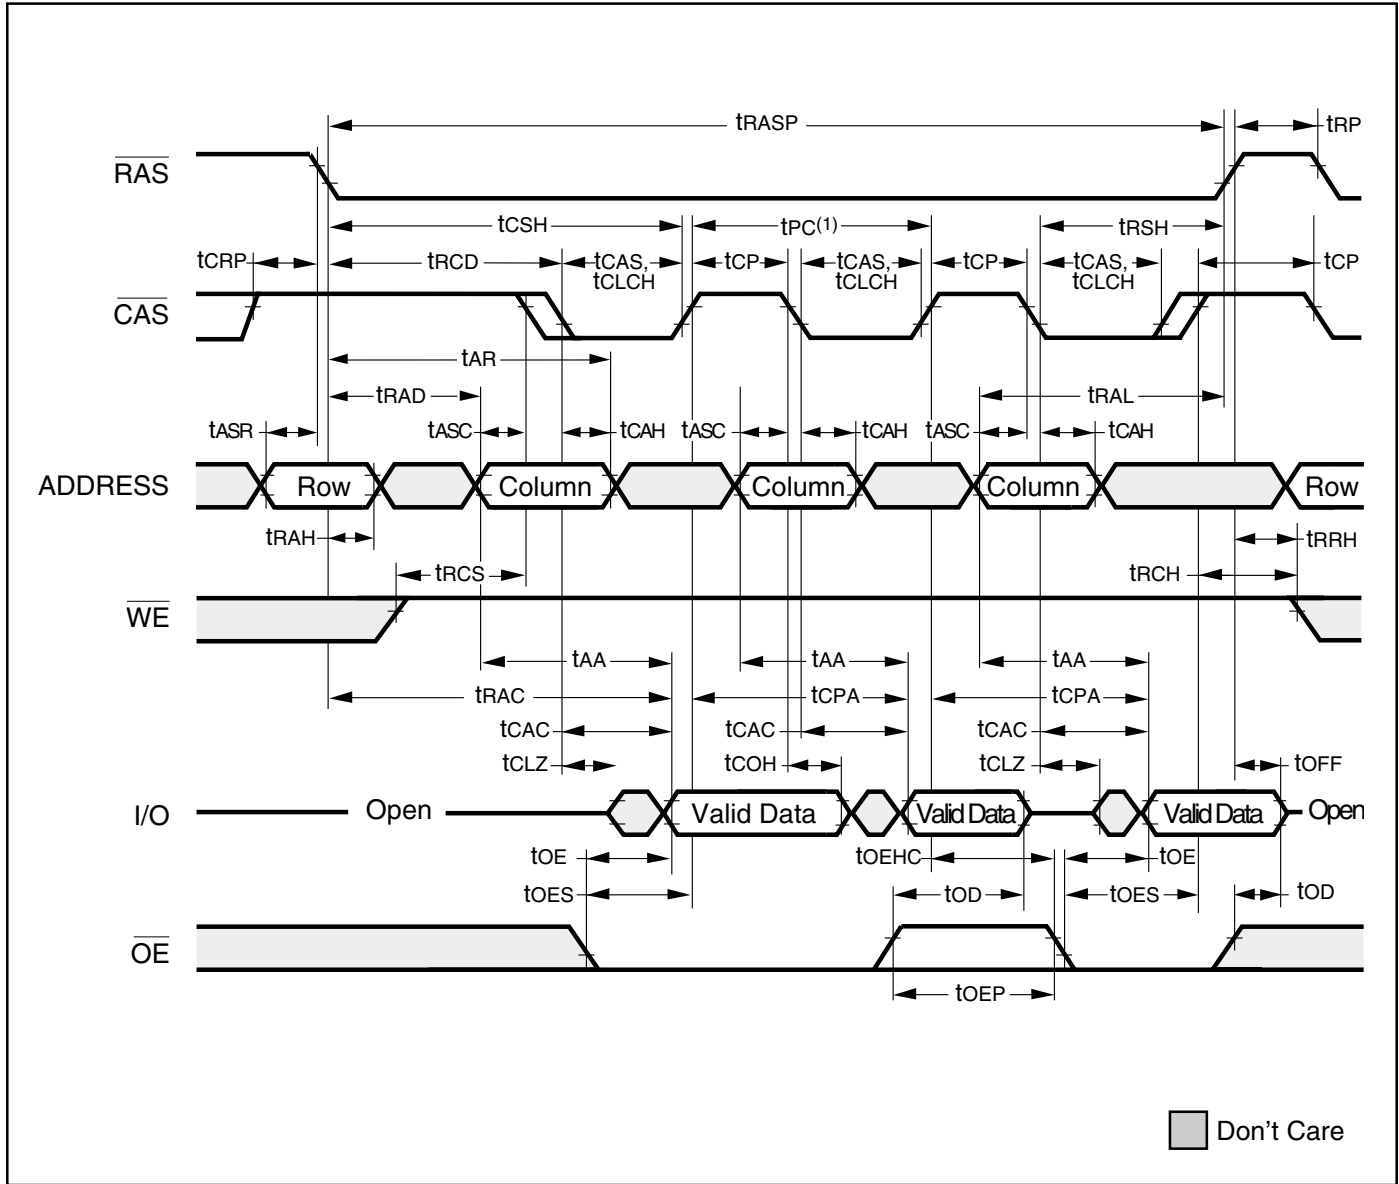 tRASP tRP
RAS
tCSH tPC(1) tRSH
tCRP tRCD tCAS, tCLCH tCP tCAS, tCLCH tCP tCAS, tCLCH tCP
CAS
tAR
tRAD tRAL
tASR tASC tCAH tASC tCAH tASC tCAH
ADDRESS Row Column Column Column Row
tRAH tRRH
tRCS tRCH
WE
tAA tAA tAA
tRAC tCPA tCPA
tCAC tCAC tCAC
tCLZ tCOH tCLZ tOFF
I/O Open Valid Data Valid Data Valid Data Open
tOE tOEHC tOE
tOES tOD tOES tOD
OE
tOEP
Don't Care